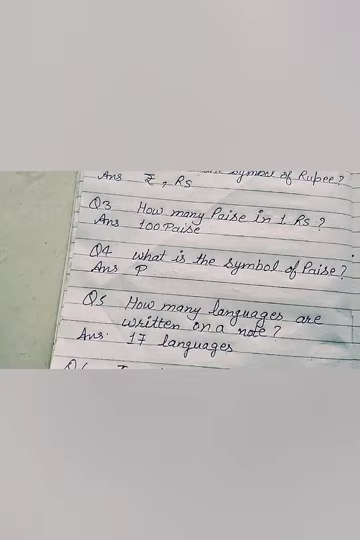 symbol of Rupee?
Ans ₹, Rs
Q3 How many Paise in 1 Rs?
Ans 100 Paise
Q4 what is the symbol of Paise?
Ans P
Q5 How many languages are
written on a note?
Ans. 17 languages